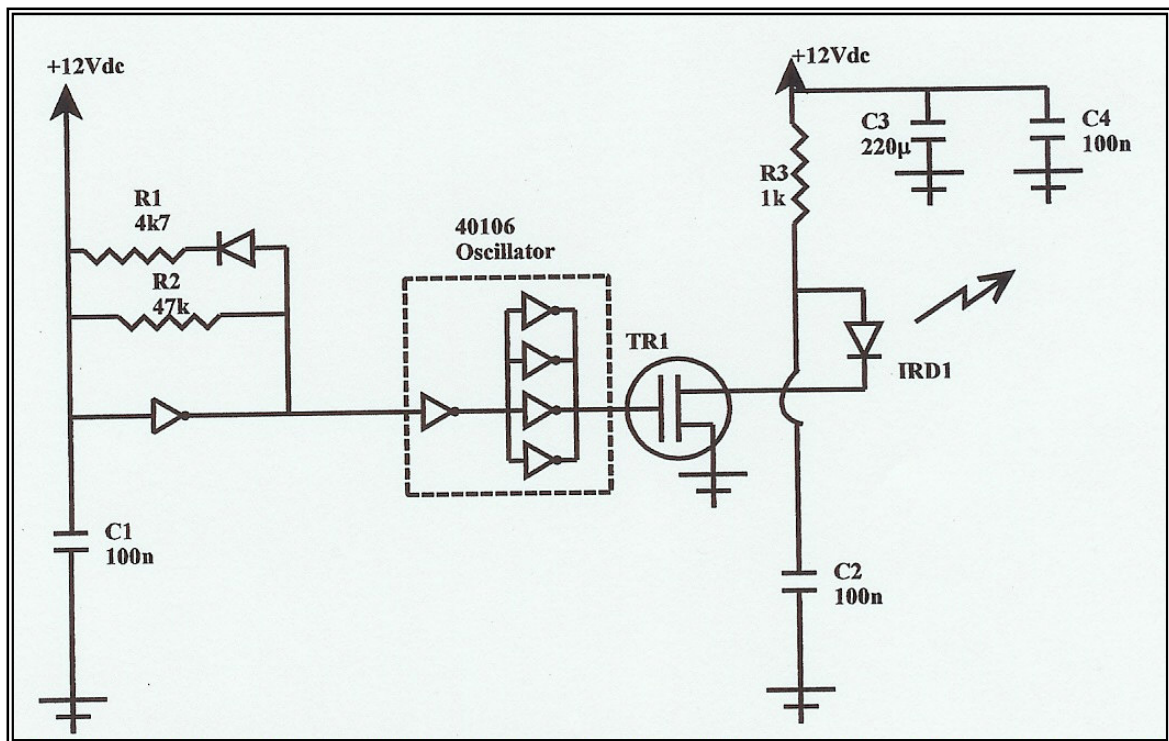 +12Vdc
R1
4k7
R2
47k
C1
100n
40106
Oscillator
TR1
+12Vdc
R3
1k
C3
220μ
C4
100n
IRD1
C2
100n